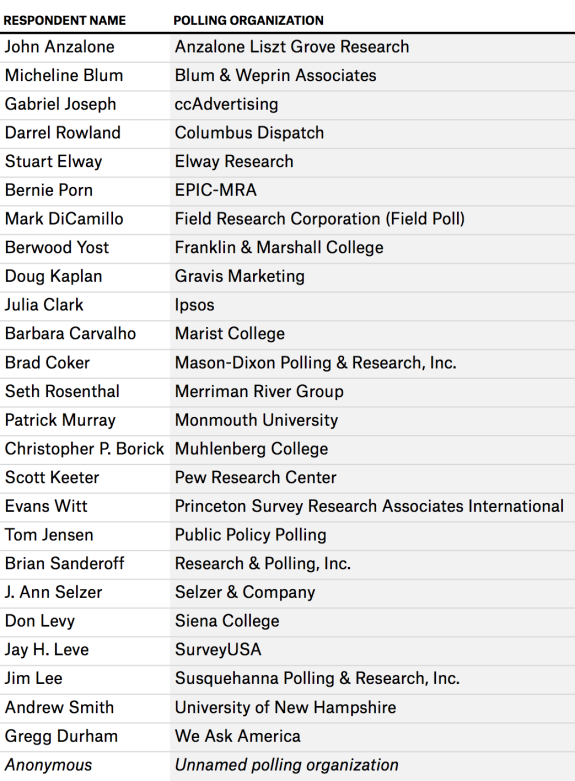 RESPONDENT NAME POLLING ORGANIZATION
John Anzalone Anzalone Liszt Grove Research
Micheline Blum Blum & Weprin Associates
Gabriel Joseph ccAdvertising
Darrel Rowland Columbus Dispatch
Stuart Elway Elway Research
Bernie Porn EPIC-MRA
Mark DiCamillo Field Research Corporation (Field Poll)
Berwood Yost Franklin & Marshall College
Doug Kaplan Gravis Marketing
Julia Clark Ipsos
Barbara Carvalho Marist College
Brad Coker Mason-Dixon Polling & Research, Inc.
Seth Rosenthal Merriman River Group
Patrick Murray Monmouth University
Christopher P. Borick Muhlenberg College
Scott Keeter Pew Research Center
Evans Witt Princeton Survey Research Associates International
Tom Jensen Public Policy Polling
Brian Sanderoff Research & Polling, Inc.
J. Ann Selzer Selzer & Company
Don Levy Siena College
Jay H. Leve SurveyUSA
Jim Lee Susquehanna Polling & Research, Inc.
Andrew Smith University of New Hampshire
Gregg Durham We Ask America
Anonymous Unnamed polling organization